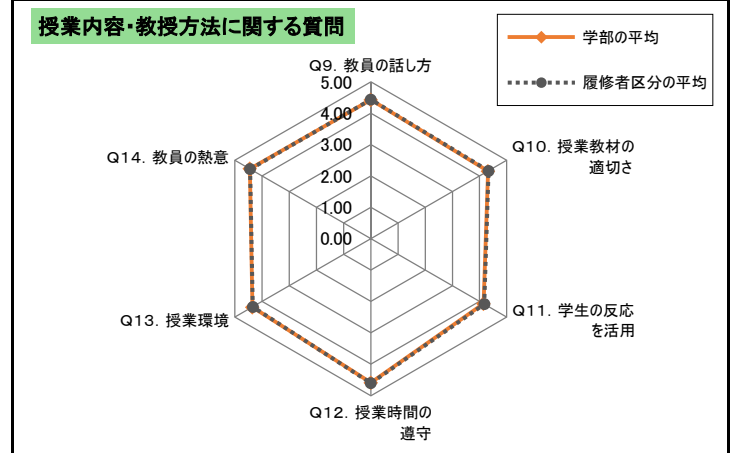 授業内容・教授方法に関する質問
学部の平均
履修者区分の平均
Q9. 教員の話し方
5.00
4.00
3.00
2.00
1.00
0.00
Q10. 授業教材の
適切さ
Q11. 学生の反応
を活用
Q12. 授業時間の
遵守
Q13. 授業環境
Q14. 教員の熱意